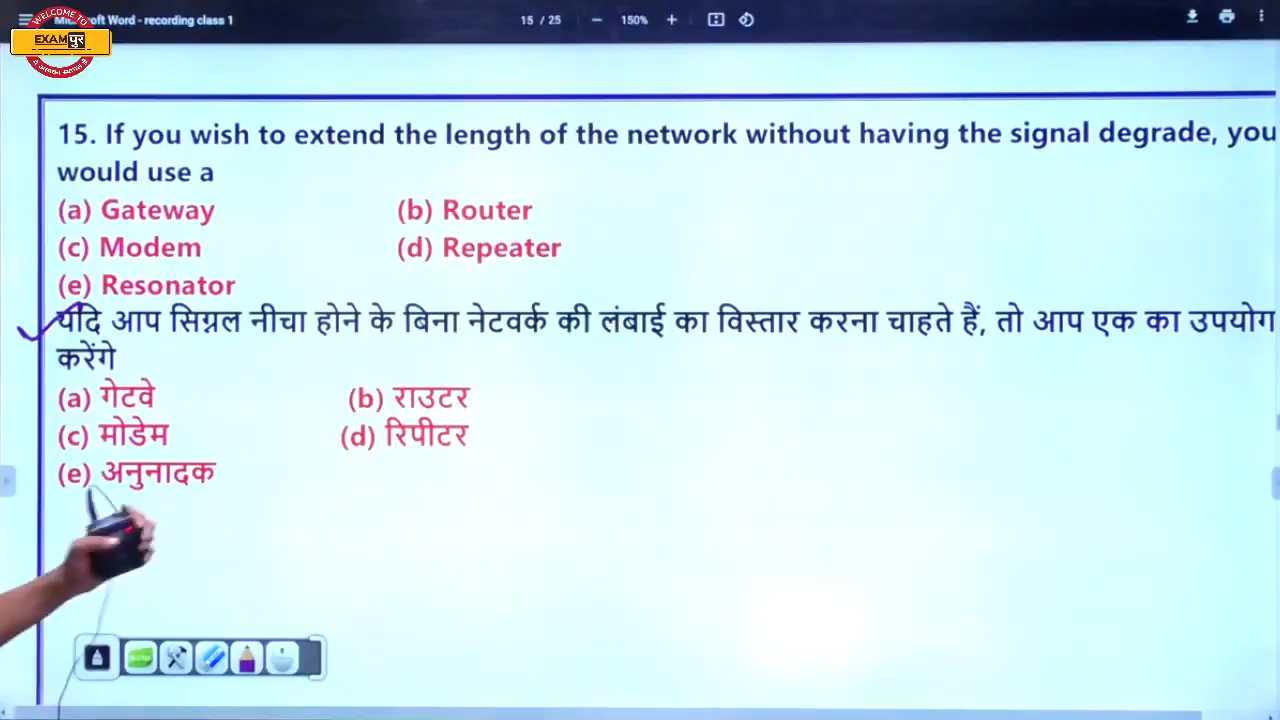 WELCOME TO
EXAMपुर
Microsoft Word - recording class 1
15 / 25
150%
15. If you wish to extend the length of the network without having the signal degrade, you
would use a
(a) Gateway (b) Router
(c) Modem (d) Repeater
(e) Resonator
यदि आप सिग्नल नीचा होने के बिना नेटवर्क की लंबाई का विस्तार करना चाहते हैं, तो आप एक का उपयोग
करेंगे
(a) गेटवे (b) राउटर
(c) मोडेम (d) रिपीटर
(e) अनुनादक